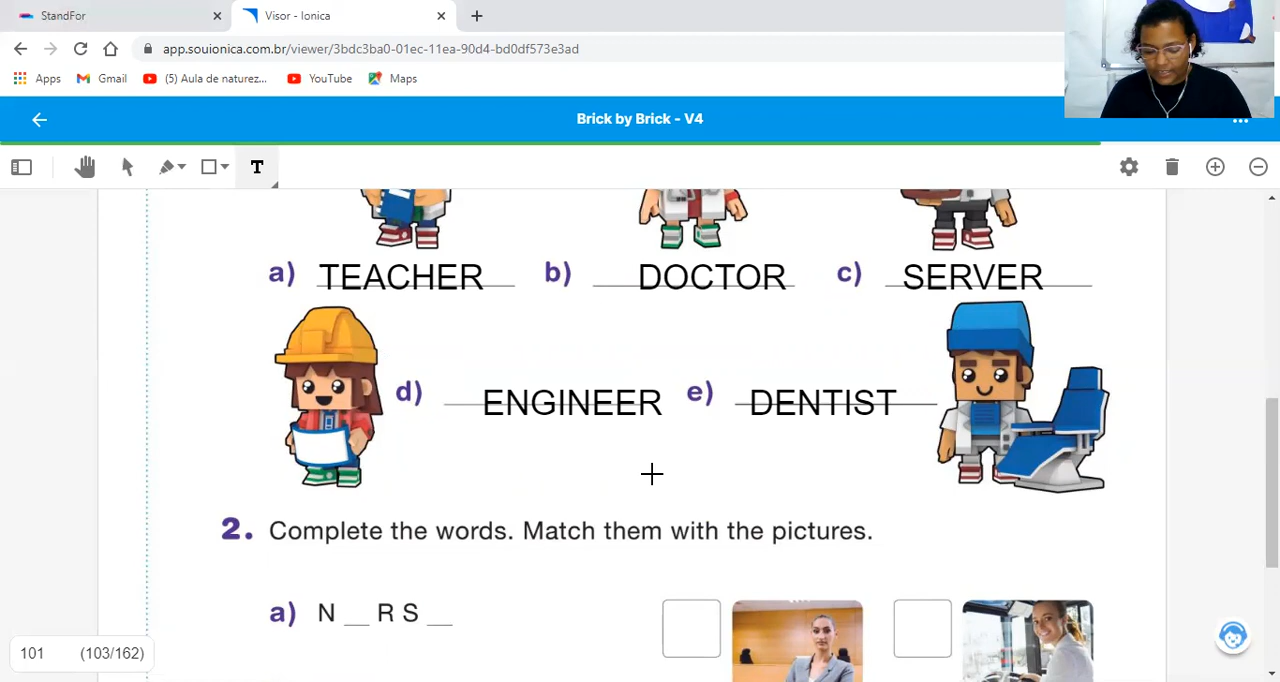 StandFor
Visor - Ionica
app.souionica.com.br/viewer/3bdc3ba0-01ec-11ea-90d4-bd0df573e3ad
Apps
Gmail
(5) Aula de naturez...
YouTube
Maps
Brick by Brick - V4
T
a) TEACHER b) DOCTOR c) SERVER
d) ENGINEER e) DENTIST
2. Complete the words. Match them with the pictures.
a) N __ R S __
101 (103/162)